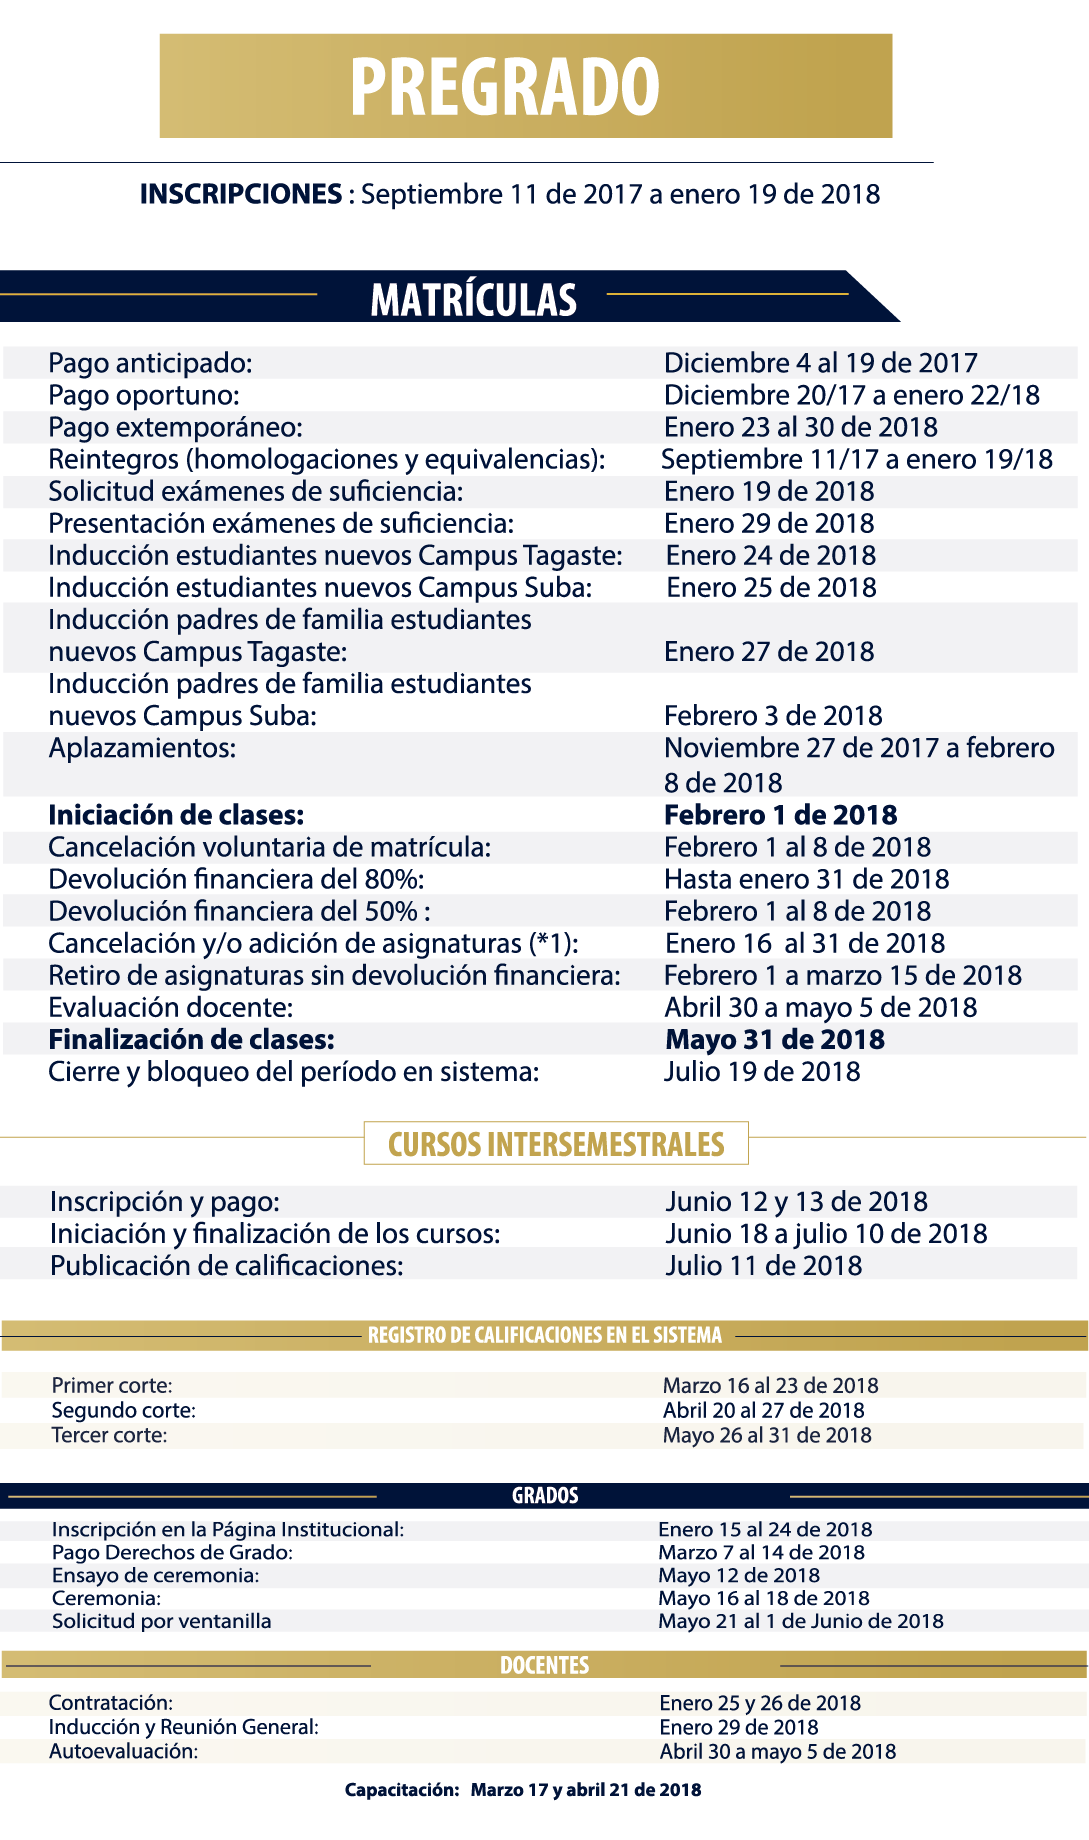 PREGRADO
INSCRIPCIONES : Septiembre 11 de 2017 a enero 19 de 2018
MATRÍCULAS
Pago anticipado: Diciembre 4 al 19 de 2017
Pago oportuno: Diciembre 20/17 a enero 22/18
Pago extemporáneo: Enero 23 al 30 de 2018
Reintegros (homologaciones y equivalencias): Septiembre 11/17 a enero 19/18
Solicitud exámenes de suficiencia: Enero 19 de 2018
Presentación exámenes de suficiencia: Enero 29 de 2018
Inducción estudiantes nuevos Campus Tagaste: Enero 24 de 2018
Inducción estudiantes nuevos Campus Suba: Enero 25 de 2018
Inducción padres de familia estudiantes
nuevos Campus Tagaste: Enero 27 de 2018
Inducción padres de familia estudiantes
nuevos Campus Suba: Febrero 3 de 2018
Aplazamientos: Noviembre 27 de 2017 a febrero
8 de 2018
Iniciación de clases: Febrero 1 de 2018
Cancelación voluntaria de matrícula: Febrero 1 al 8 de 2018
Devolución financiera del 80%: Hasta enero 31 de 2018
Devolución financiera del 50% : Febrero 1 al 8 de 2018
Cancelación y/o adición de asignaturas (*1): Enero 16 al 31 de 2018
Retiro de asignaturas sin devolución financiera: Febrero 1 a marzo 15 de 2018
Evaluación docente: Abril 30 a mayo 5 de 2018
Finalización de clases: Mayo 31 de 2018
Cierre y bloqueo del período en sistema: Julio 19 de 2018
CURSOS INTERSEMESTRALES
Inscripción y pago: Junio 12 y 13 de 2018
Iniciación y finalización de los cursos: Junio 18 a julio 10 de 2018
Publicación de calificaciones: Julio 11 de 2018
REGISTRO DE CALIFICACIONES EN EL SISTEMA
Primer corte: Marzo 16 al 23 de 2018
Segundo corte: Abril 20 al 27 de 2018
Tercer corte: Mayo 26 al 31 de 2018
GRADOS
Inscripción en la Página Institucional: Enero 15 al 24 de 2018
Pago Derechos de Grado: Marzo 7 al 14 de 2018
Ensayo de ceremonia: Mayo 12 de 2018
Ceremonia: Mayo 16 al 18 de 2018
Solicitud por ventanilla Mayo 21 al 1 de Junio de 2018
DOCENTES
Contratación: Enero 25 y 26 de 2018
Inducción y Reunión General: Enero 29 de 2018
Autoevaluación: Abril 30 a mayo 5 de 2018
Capacitación: Marzo 17 y abril 21 de 2018